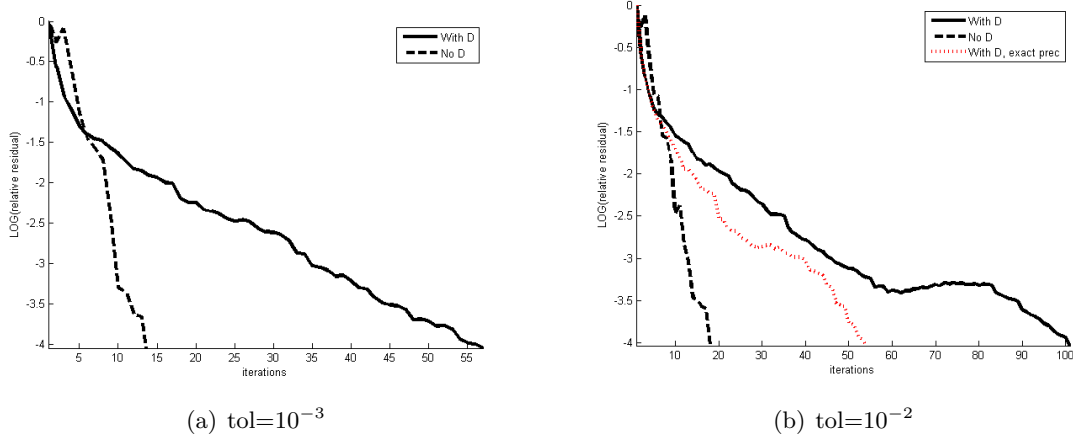 0
-0.5
-1
-1.5
-2
-2.5
-3
-3.5
-4
LOG(relative residual)
5 10 15 20 25 30 35 40 45 50 55
iterations
With D
No D
(a) tol=10⁻³
0
-0.5
-1
-1.5
-2
-2.5
-3
-3.5
-4
LOG(relative residual)
10 20 30 40 50 60 70 80 90 100
iterations
With D
No D
With D, exact prec
(b) tol=10⁻²